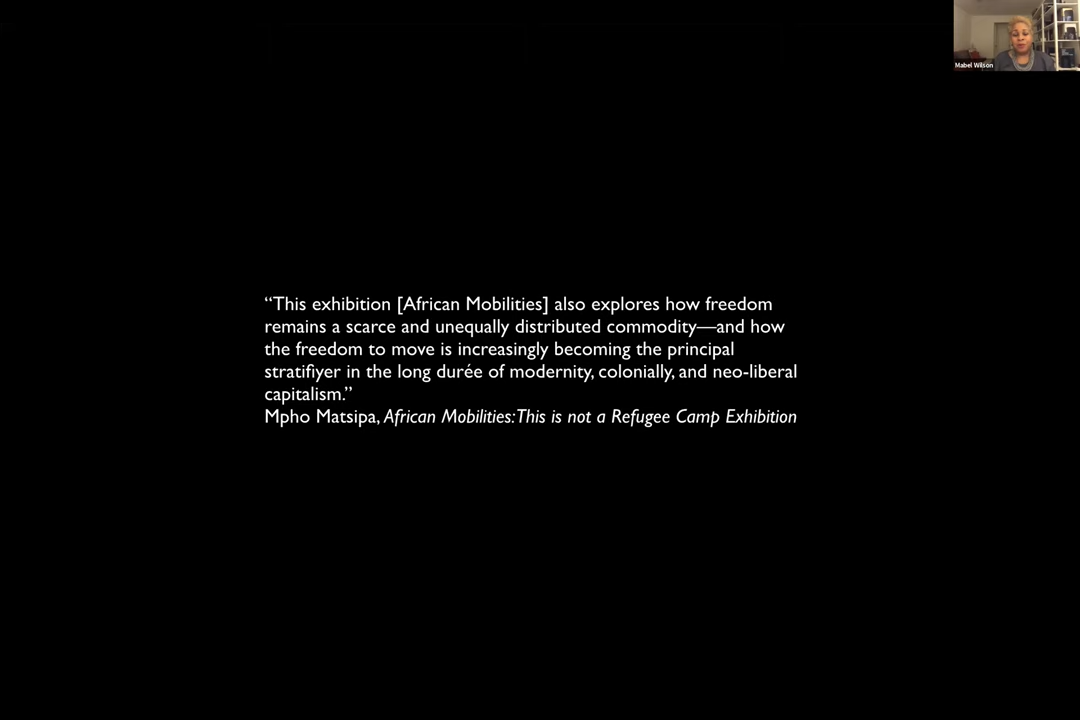 Mabel Wilson
“This exhibition [African Mobilities] also explores how freedom
remains a scarce and unequally distributed commodity—and how
the freedom to move is increasingly becoming the principal
stratifiyer in the long durée of modernity, colonially, and neo-liberal
capitalism.”
Mpho Matsipa, African Mobilities: This is not a Refugee Camp Exhibition